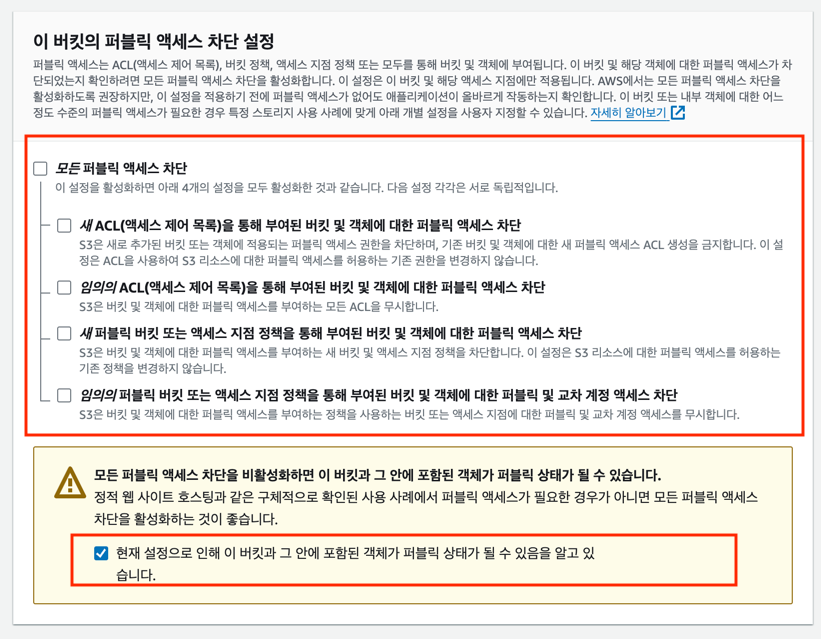 이 버킷의 퍼블릭 액세스 차단 설정
퍼블릭 액세스는 ACL(액세스 제어 목록), 버킷 정책, 액세스 지점 정책 또는 모두를 통해 버킷 및 객체에 부여됩니다. 이 버킷 및 해당 객체에 대한 퍼블릭 액세스가 차
단되었는지 확인하려면 모든 퍼블릭 액세스 차단을 활성화합니다. 이 설정은 이 버킷 및 해당 액세스 지점에만 적용됩니다. AWS에서는 모든 퍼블릭 액세스 차단을
활성화하도록 권장하지만, 이 설정을 적용하기 전에 퍼블릭 액세스가 없어도 애플리케이션이 올바르게 작동하는지 확인합니다. 이 버킷 또는 내부 객체에 대한 어느
정도 수준의 퍼블릭 액세스가 필요한 경우 특정 스토리지 사용 사례에 맞게 아래 개별 설정을 사용자 지정할 수 있습니다. 자세히 알아보기
모든 퍼블릭 액세스 차단
이 설정을 활성화하면 아래 4개의 설정을 모두 활성화한 것과 같습니다. 다음 설정 각각은 서로 독립적입니다.
새 ACL(액세스 제어 목록)을 통해 부여된 버킷 및 객체에 대한 퍼블릭 액세스 차단
S3은 새로 추가된 버킷 또는 객체에 적용되는 퍼블릭 액세스 권한을 차단하며, 기존 버킷 및 객체에 대한 새 퍼블릭 액세스 ACL 생성을 금지합니다. 이 설
정은 ACL을 사용하여 S3 리소스에 대한 퍼블릭 액세스를 허용하는 기존 권한을 변경하지 않습니다.
임의의 ACL(액세스 제어 목록)을 통해 부여된 버킷 및 객체에 대한 퍼블릭 액세스 차단
S3은 버킷 및 객체에 대한 퍼블릭 액세스를 부여하는 모든 ACL을 무시합니다.
새 퍼블릭 버킷 또는 액세스 지점 정책을 통해 부여된 버킷 및 객체에 대한 퍼블릭 액세스 차단
S3은 버킷 및 객체에 대한 퍼블릭 액세스를 부여하는 새 버킷 및 액세스 지점 정책을 차단합니다. 이 설정은 S3 리소스에 대한 퍼블릭 액세스를 허용하는
기존 정책을 변경하지 않습니다.
임의의 퍼블릭 버킷 또는 액세스 지점 정책을 통해 부여된 버킷 및 객체에 대한 퍼블릭 및 교차 계정 액세스 차단
S3은 버킷 및 객체에 대한 퍼블릭 액세스를 부여하는 정책을 사용하는 버킷 또는 액세스 지점에 대한 퍼블릭 및 교차 계정 액세스를 무시합니다.
모든 퍼블릭 액세스 차단을 비활성화하면 이 버킷과 그 안에 포함된 객체가 퍼블릭 상태가 될 수 있습니다.
정적 웹 사이트 호스팅과 같은 구체적으로 확인된 사용 사례에서 퍼블릭 액세스가 필요한 경우가 아니면 모든 퍼블릭 액세스
차단을 활성화하는 것이 좋습니다.
현재 설정으로 인해 이 버킷과 그 안에 포함된 객체가 퍼블릭 상태가 될 수 있음을 알고 있
습니다.